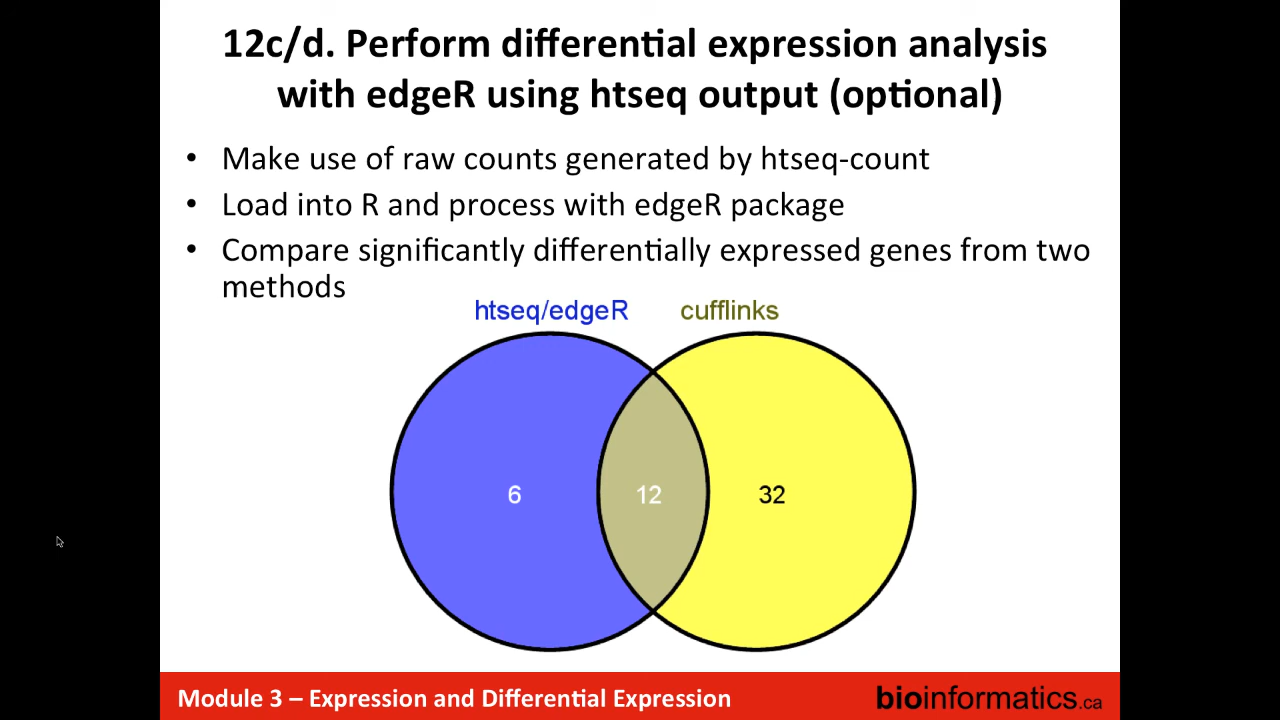 12c/d. Perform differential expression analysis
with edgeR using htseq output (optional)
• Make use of raw counts generated by htseq-count
• Load into R and process with edgeR package
• Compare significantly differentially expressed genes from two
methods
htseq/edgeR cufflinks
6 12 32
Module 3 – Expression and Differential Expression bioinformatics.ca